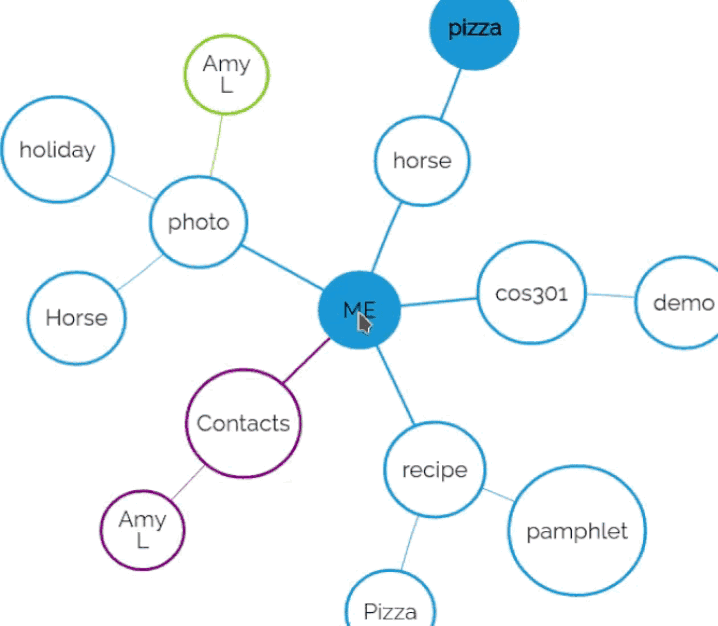 pizza
Amy
L
holiday
horse
photo
cos301
demo
ME
Horse
Contacts
recipe
Amy
L
pamphlet
Pizza